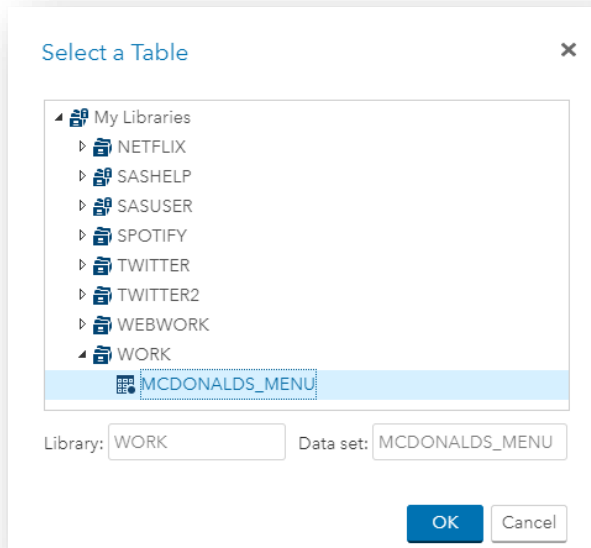 Select a Table
My Libraries
NETFLIX
SASHELP
SASUSER
SPOTIFY
TWITTER
TWITTER2
WEBWORK
WORK
MCDONALDS_MENU
Library: WORK Data set: MCDONALDS_MENU
OK Cancel